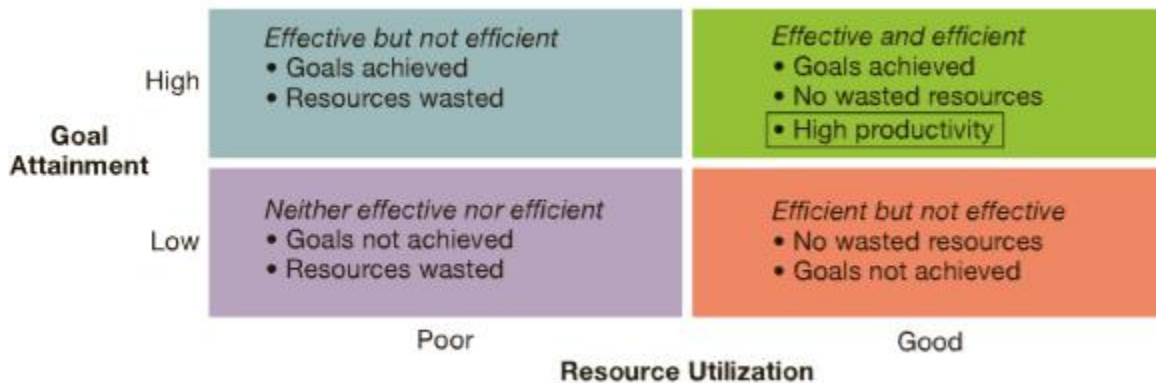 Effective but not efficient
• Goals achieved
• Resources wasted
Effective and efficient
• Goals achieved
• No wasted resources
• High productivity
High
Goal
Attainment
Neither effective nor efficient
• Goals not achieved
• Resources wasted
Efficient but not effective
• No wasted resources
• Goals not achieved
Low
Poor
Good
Resource Utilization